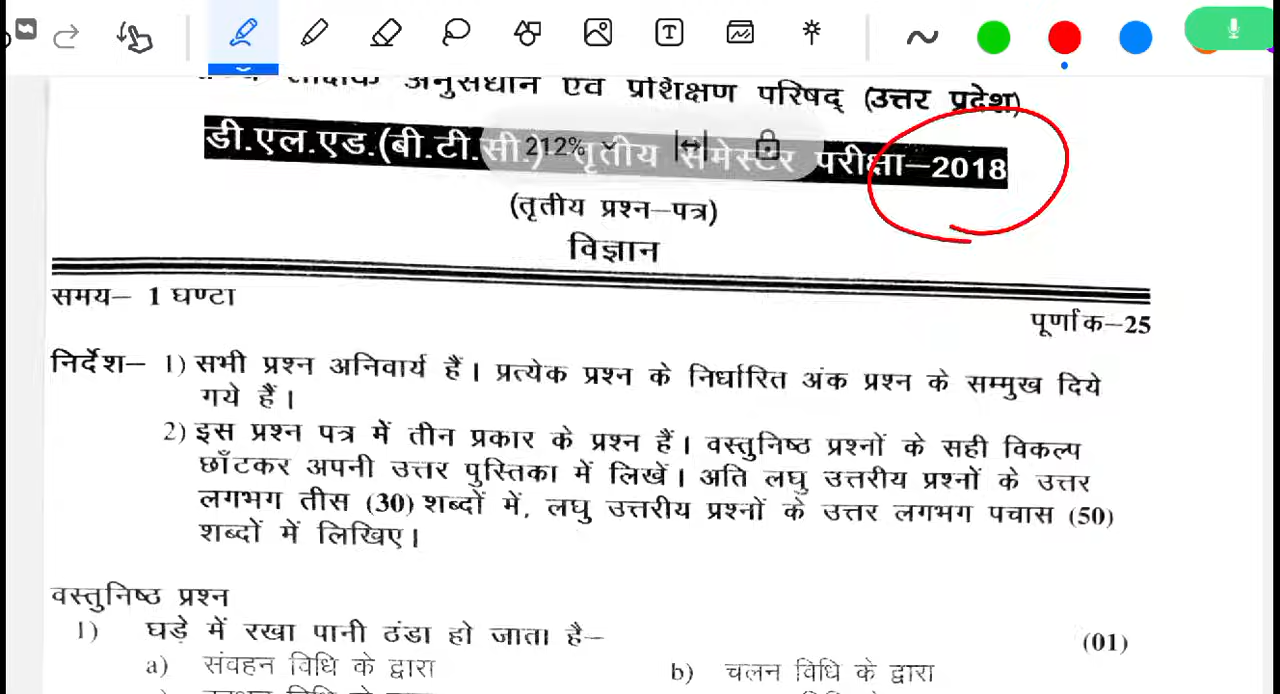 अनुसंधान एवं प्रशिक्षण परिषद् (उत्तर प्रदेश)
डी.एल.एड.(बी.टी.सी.) तृतीय सेमेस्टर परीक्षा–2018
212%
(तृतीय प्रश्न–पत्र)
विज्ञान
समय– 1 घण्टा
पूर्णांक–25
निर्देश– 1) सभी प्रश्न अनिवार्य हैं। प्रत्येक प्रश्न के निर्धारित अंक प्रश्न के सम्मुख दिये
गये हैं।
2) इस प्रश्न पत्र में तीन प्रकार के प्रश्न हैं। वस्तुनिष्ठ प्रश्नों के सही विकल्प
छाँटकर अपनी उत्तर पुस्तिका में लिखें। अति लघु उत्तरीय प्रश्नों के उत्तर
लगभग तीस (30) शब्दों में, लघु उत्तरीय प्रश्नों के उत्तर लगभग पचास (50)
शब्दों में लिखिए।
वस्तुनिष्ठ प्रश्न
1) घड़े में रखा पानी ठंडा हो जाता है– (01)
a) संवहन विधि के द्वारा b) चलन विधि के द्वारा